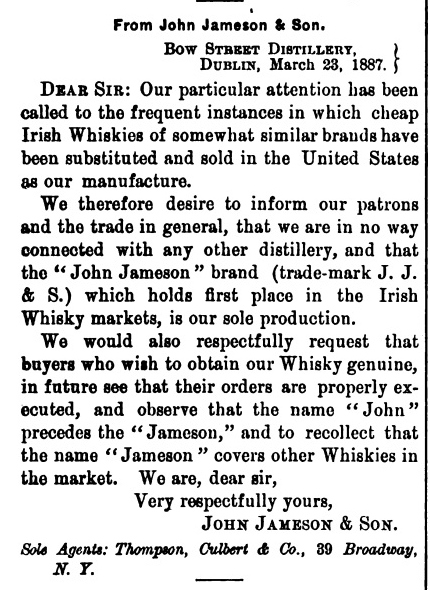 From John Jameson & Son.
Bow Street Distillery,
Dublin, March 23, 1887.
Dear Sir: Our particular attention has been
called to the frequent instances in which cheap
Irish Whiskies of somewhat similar brands have
been substituted and sold in the United States
as our manufacture.
We therefore desire to inform our patrons
and the trade in general, that we are in no way
connected with any other distillery, and that
the "John Jameson" brand (trade-mark J. J.
& S.) which holds first place in the Irish
Whisky markets, is our sole production.
We would also respectfully request that
buyers who wish to obtain our Whisky genuine,
in future see that their orders are properly ex-
ecuted, and observe that the name "John"
precedes the "Jameson," and to recollect that
the name "Jameson" covers other Whiskies in
the market. We are, dear sir,
Very respectfully yours,
John Jameson & Son.
Sole Agents: Thompson, Culbert & Co., 39 Broadway,
N. Y.